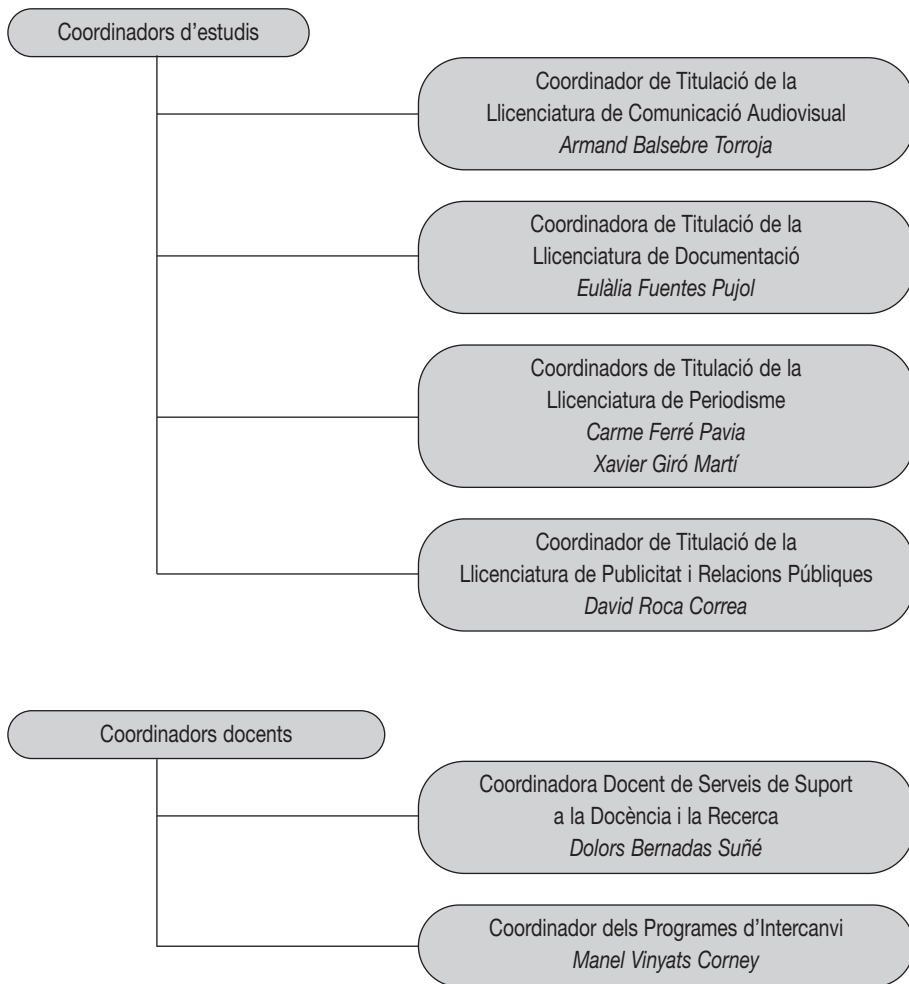 Coordinadors d’estudis
Coordinador de Titulació de la
Llicenciatura de Comunicació Audiovisual
Armand Balsebre Torroja
Coordinadora de Titulació de la
Llicenciatura de Documentació
Eulàlia Fuentes Pujol
Coordinadors de Titulació de la
Llicenciatura de Periodisme
Carme Ferré Pavia
Xavier Giró Martí
Coordinador de Titulació de la
Llicenciatura de Publicitat i Relacions Públiques
David Roca Correa
Coordinadors docents
Coordinadora Docent de Serveis de Suport
a la Docència i la Recerca
Dolors Bernadas Suñé
Coordinador dels Programes d’Intercanvi
Manel Vinyats Corney